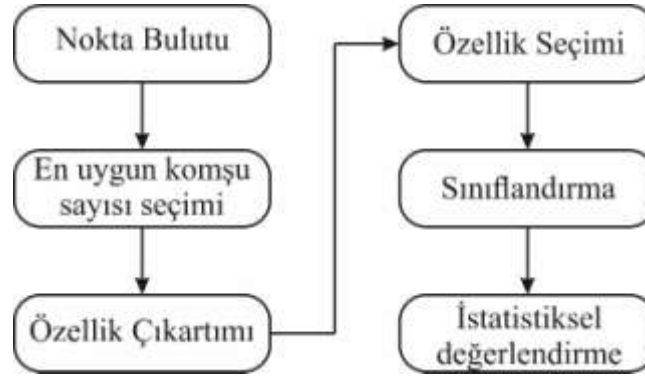 Nokta Bulutu
En uygun komşu
sayısı seçimi
Özellik Çıkartımı
Özellik Seçimi
Sınıflandırma
İstatistiksel
değerlendirme